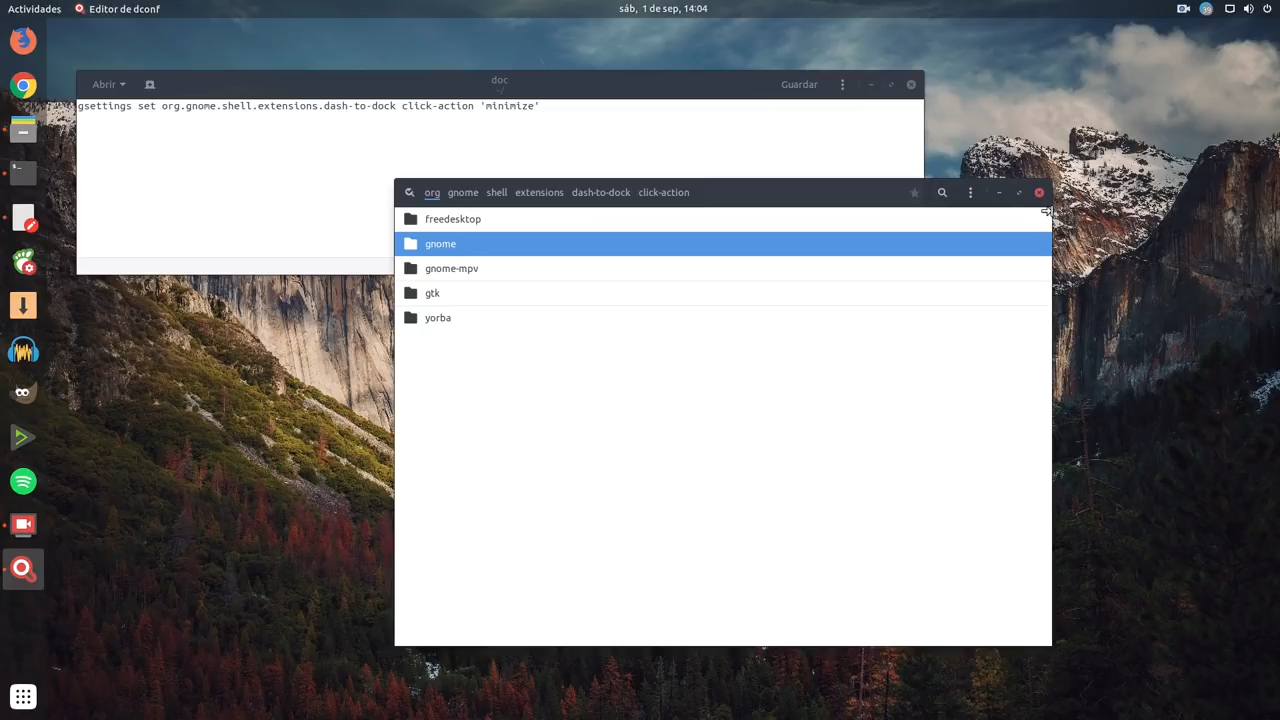 Actividades Editor de dconf sáb, 1 de sep, 14:04 39
Abrir doc Guardar
~/
gsettings set org.gnome.shell.extensions.dash-to-dock click-action 'minimize'
org gnome shell extensions dash-to-dock click-action
freedesktop
gnome
gnome-mpv
gtk
yorba